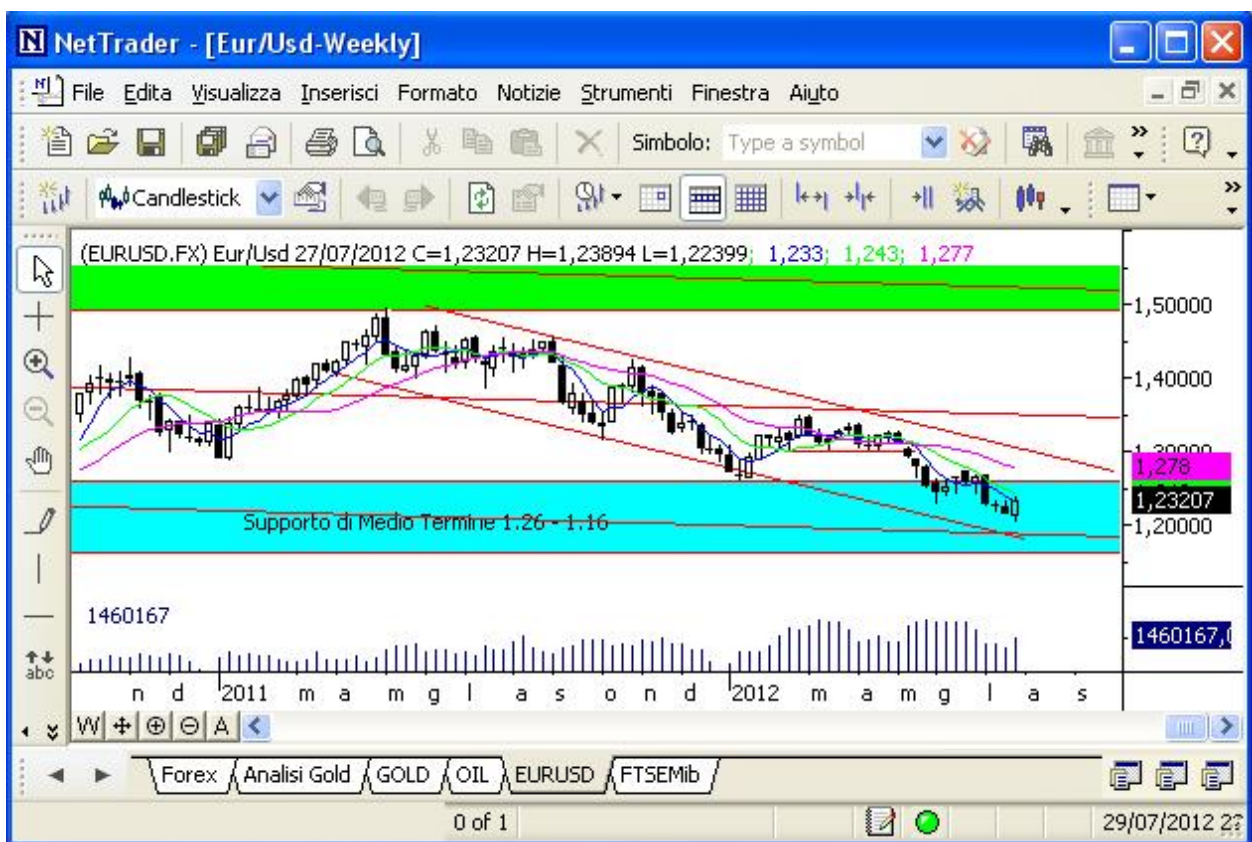 NetTrader - [Eur/Usd-Weekly]
File Edita Visualizza Inserisci Formato Notizie Strumenti Finestra Aiuto
Simbolo: Type a symbol
Candlestick
(EURUSD.FX) Eur/Usd 27/07/2012 C=1,23207 H=1,23894 L=1,22399; 1,233; 1,243; 1,277
1,50000
1,40000
1,30000
1,278
1,23207
1,20000
Supporto di Medio Termine 1.26 - 1.16
1460167
1460167,0
abc
n d 2011 m a m g l a s o n d 2012 m a m g l a s
W A
Forex Analisi Gold GOLD OIL EURUSD FTSEMib
0 of 1
29/07/2012